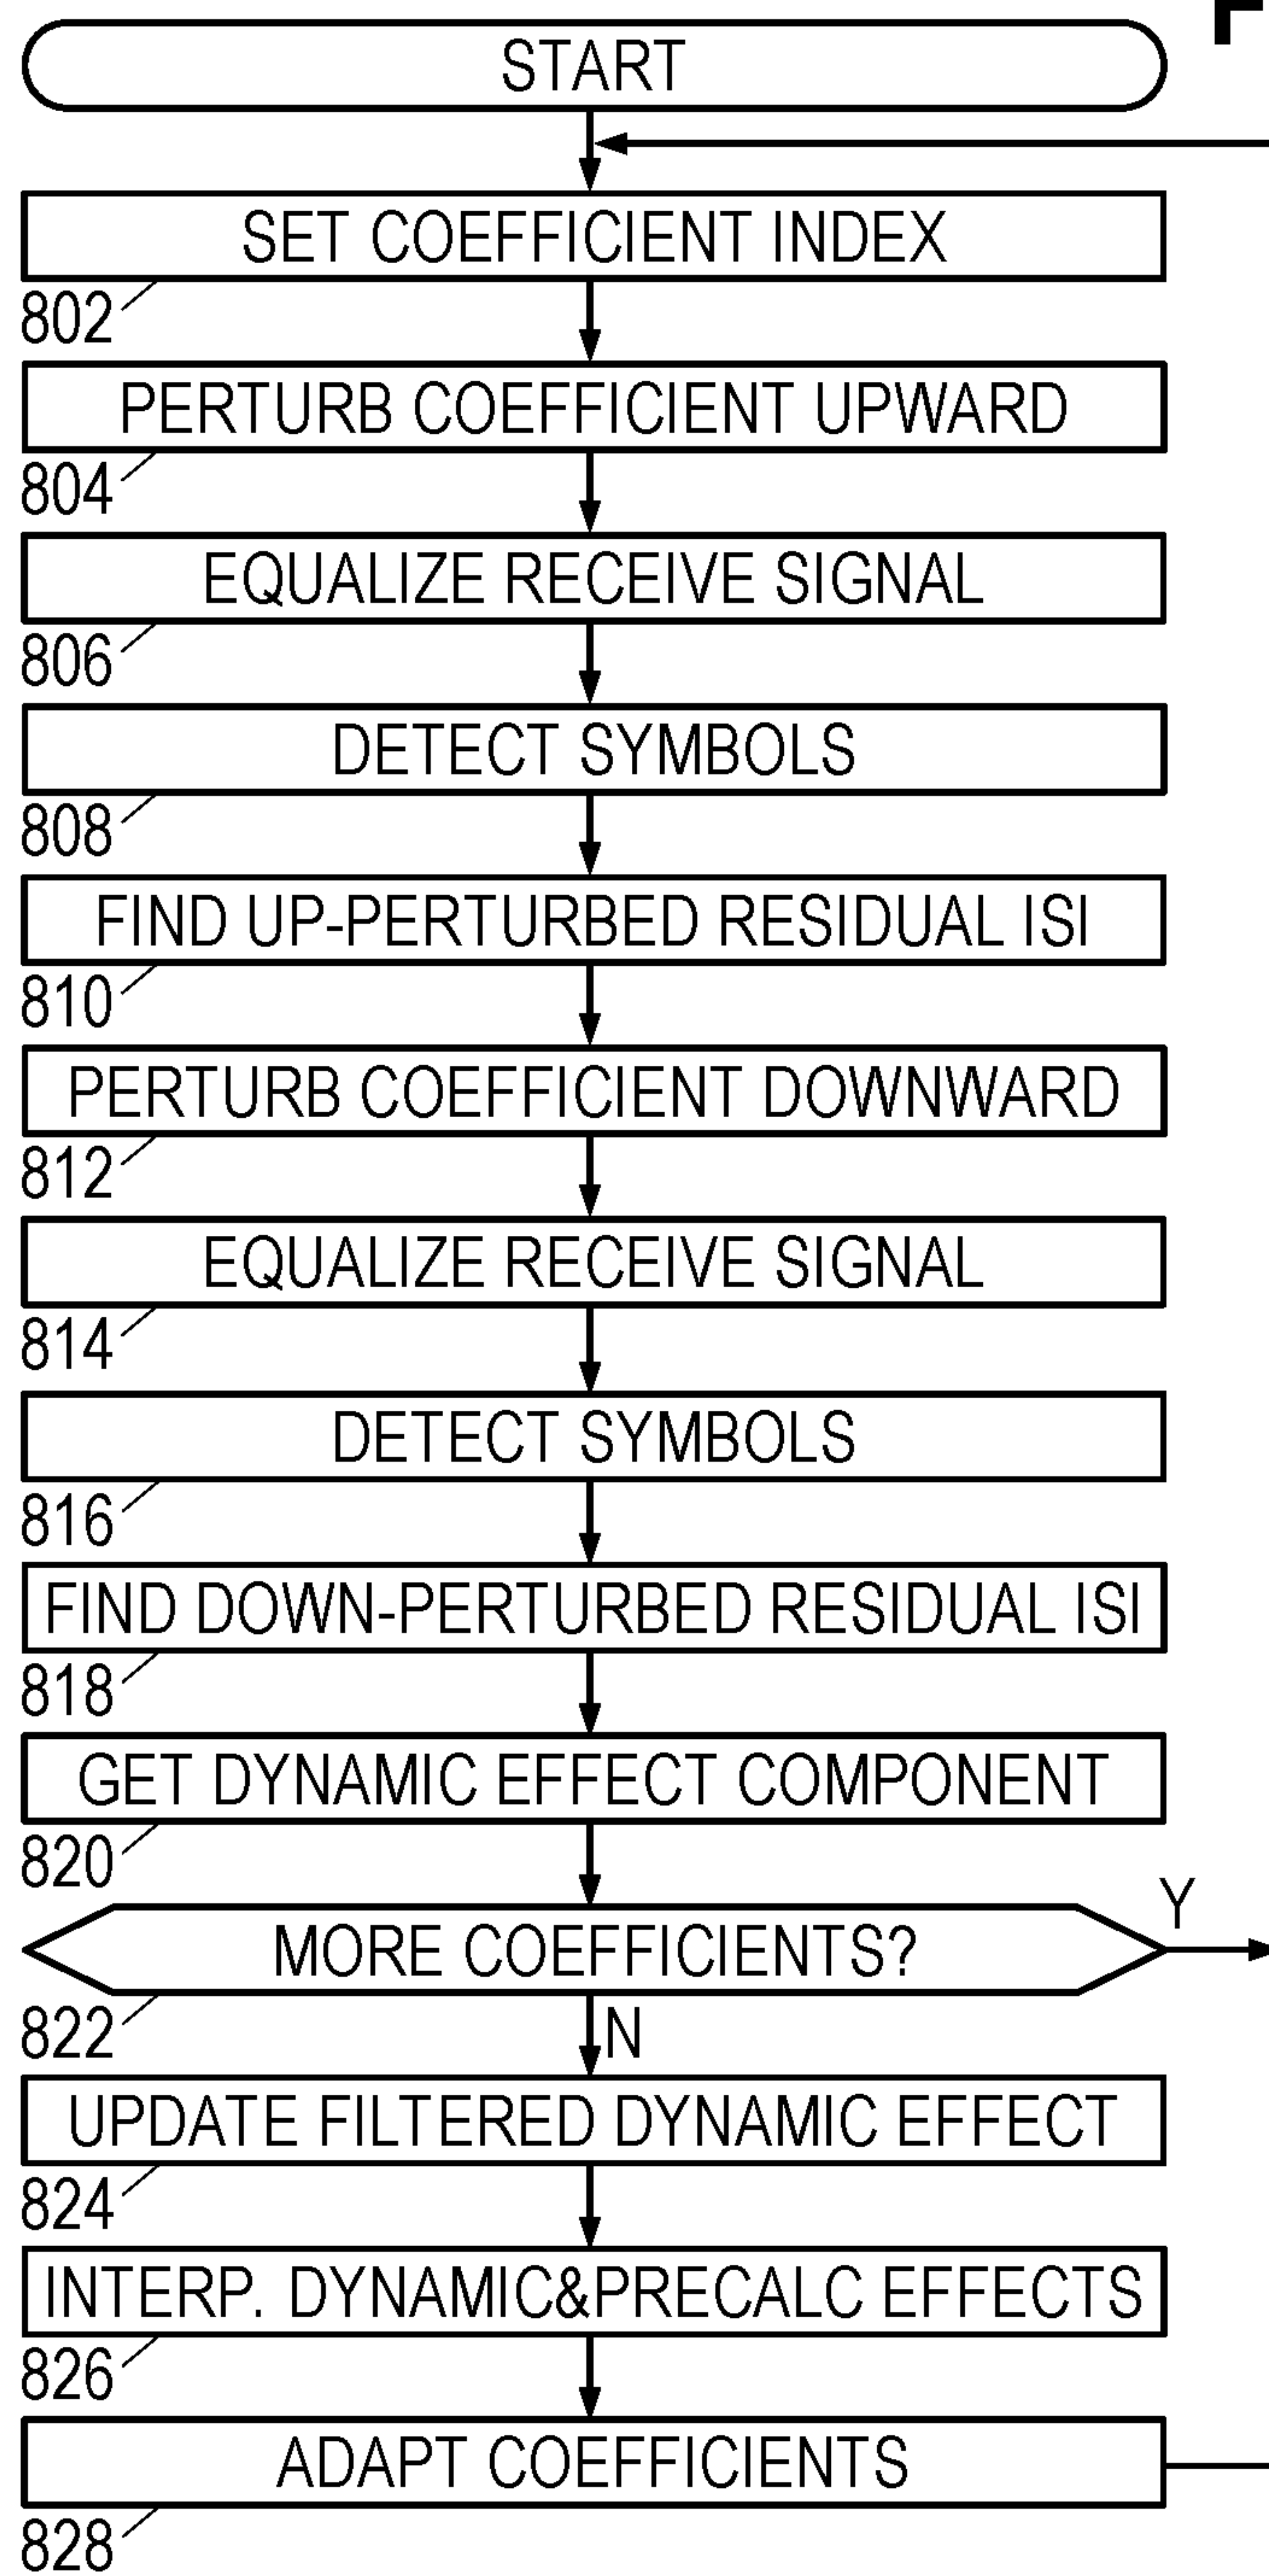 START
SET COEFFICIENT INDEX
802
PERTURB COEFFICIENT UPWARD
804
EQUALIZE RECEIVE SIGNAL
806
DETECT SYMBOLS
808
FIND UP-PERTURBED RESIDUAL ISI
810
PERTURB COEFFICIENT DOWNWARD
812
EQUALIZE RECEIVE SIGNAL
814
DETECT SYMBOLS
816
FIND DOWN-PERTURBED RESIDUAL ISI
818
GET DYNAMIC EFFECT COMPONENT
820
Y
MORE COEFFICIENTS?
822
N
UPDATE FILTERED DYNAMIC EFFECT
824
INTERP. DYNAMIC&PRECALC EFFECTS
826
ADAPT COEFFICIENTS
828